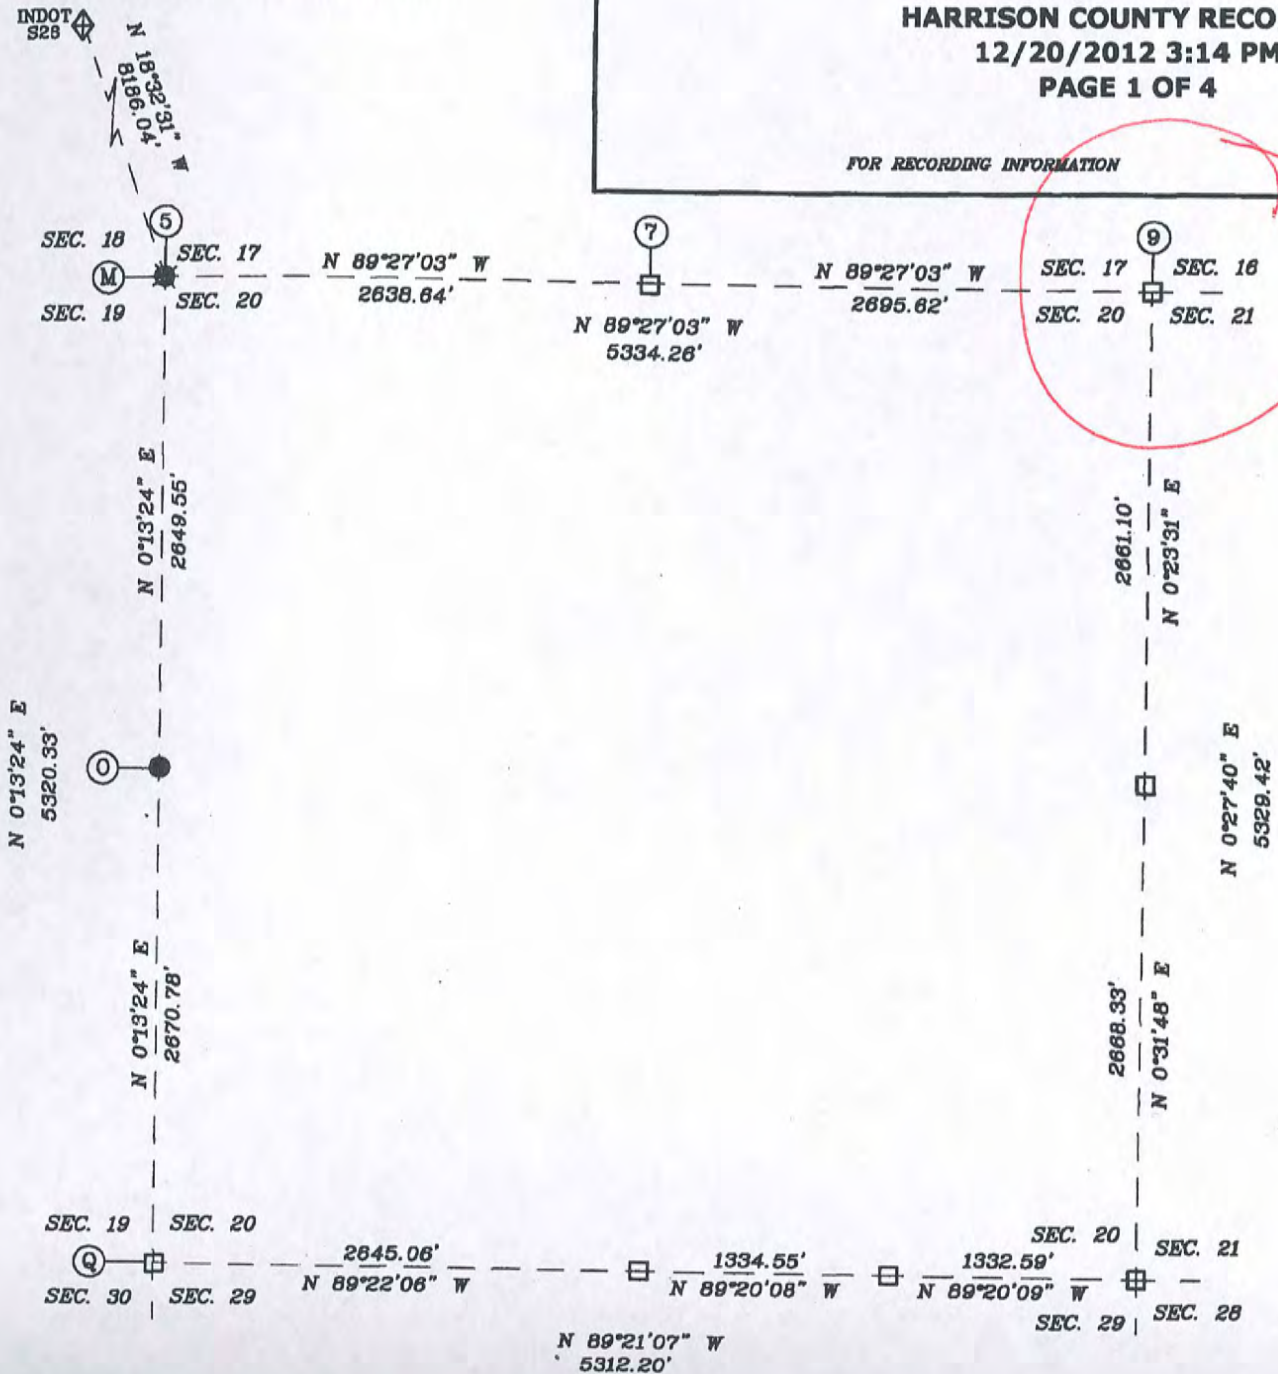 INDOT
S28
N 18°32'31" W
8186.04'
HARRISON COUNTY RECO
12/20/2012 3:14 PM
PAGE 1 OF 4
FOR RECORDING INFORMATION
5
7
9
SEC. 18
SEC. 17
M
SEC. 19
SEC. 20
N 89°27'03" W
2638.64'
N 89°27'03" W
5334.26'
N 89°27'03" W
2695.62'
SEC. 17
SEC. 16
SEC. 20
SEC. 21
N 0°13'24" E
2649.55'
2661.10'
N 0°23'31" E
N 0°13'24" E
5320.33'
O
N 0°27'40" E
5329.42'
N 0°13'24" E
2670.78'
2668.33'
N 0°31'48" E
SEC. 19
SEC. 20
Q
SEC. 30
SEC. 29
2645.06'
N 89°22'06" W
1334.55'
N 89°20'08" W
1332.59'
N 89°20'09" W
SEC. 20
SEC. 21
SEC. 29
SEC. 28
N 89°21'07" W
5312.20'